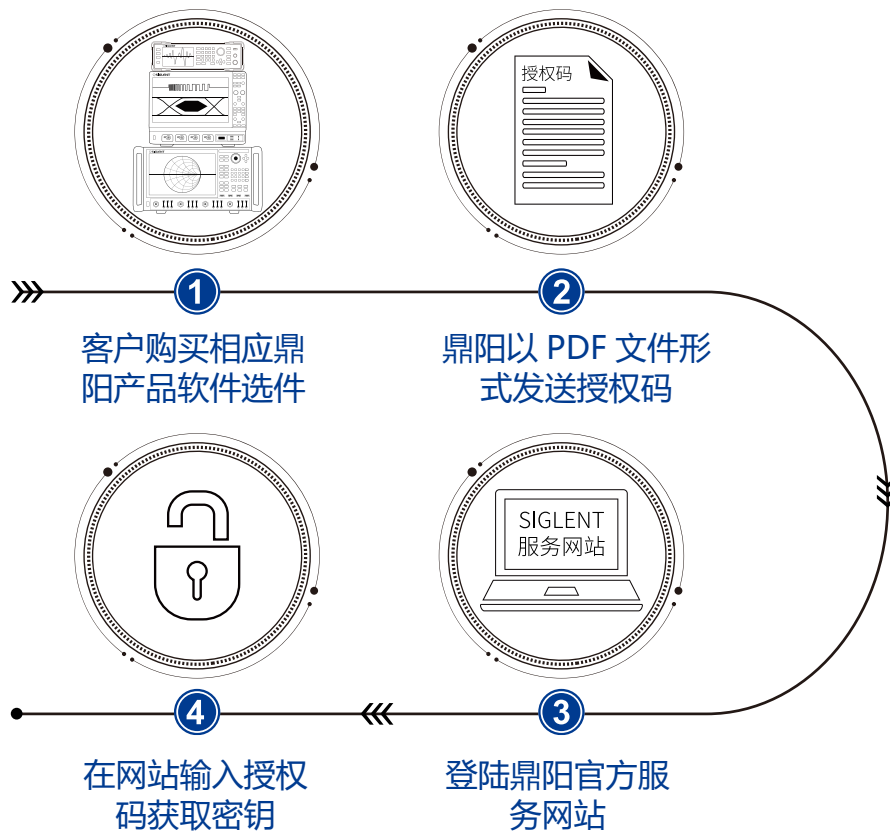 SIGLENT
授权码
1
2
客户购买相应鼎
阳产品软件选件
鼎阳以 PDF 文件形
式发送授权码
SIGLENT
服务网站
4
3
在网站输入授权
码获取密钥
登陆鼎阳官方服
务网站